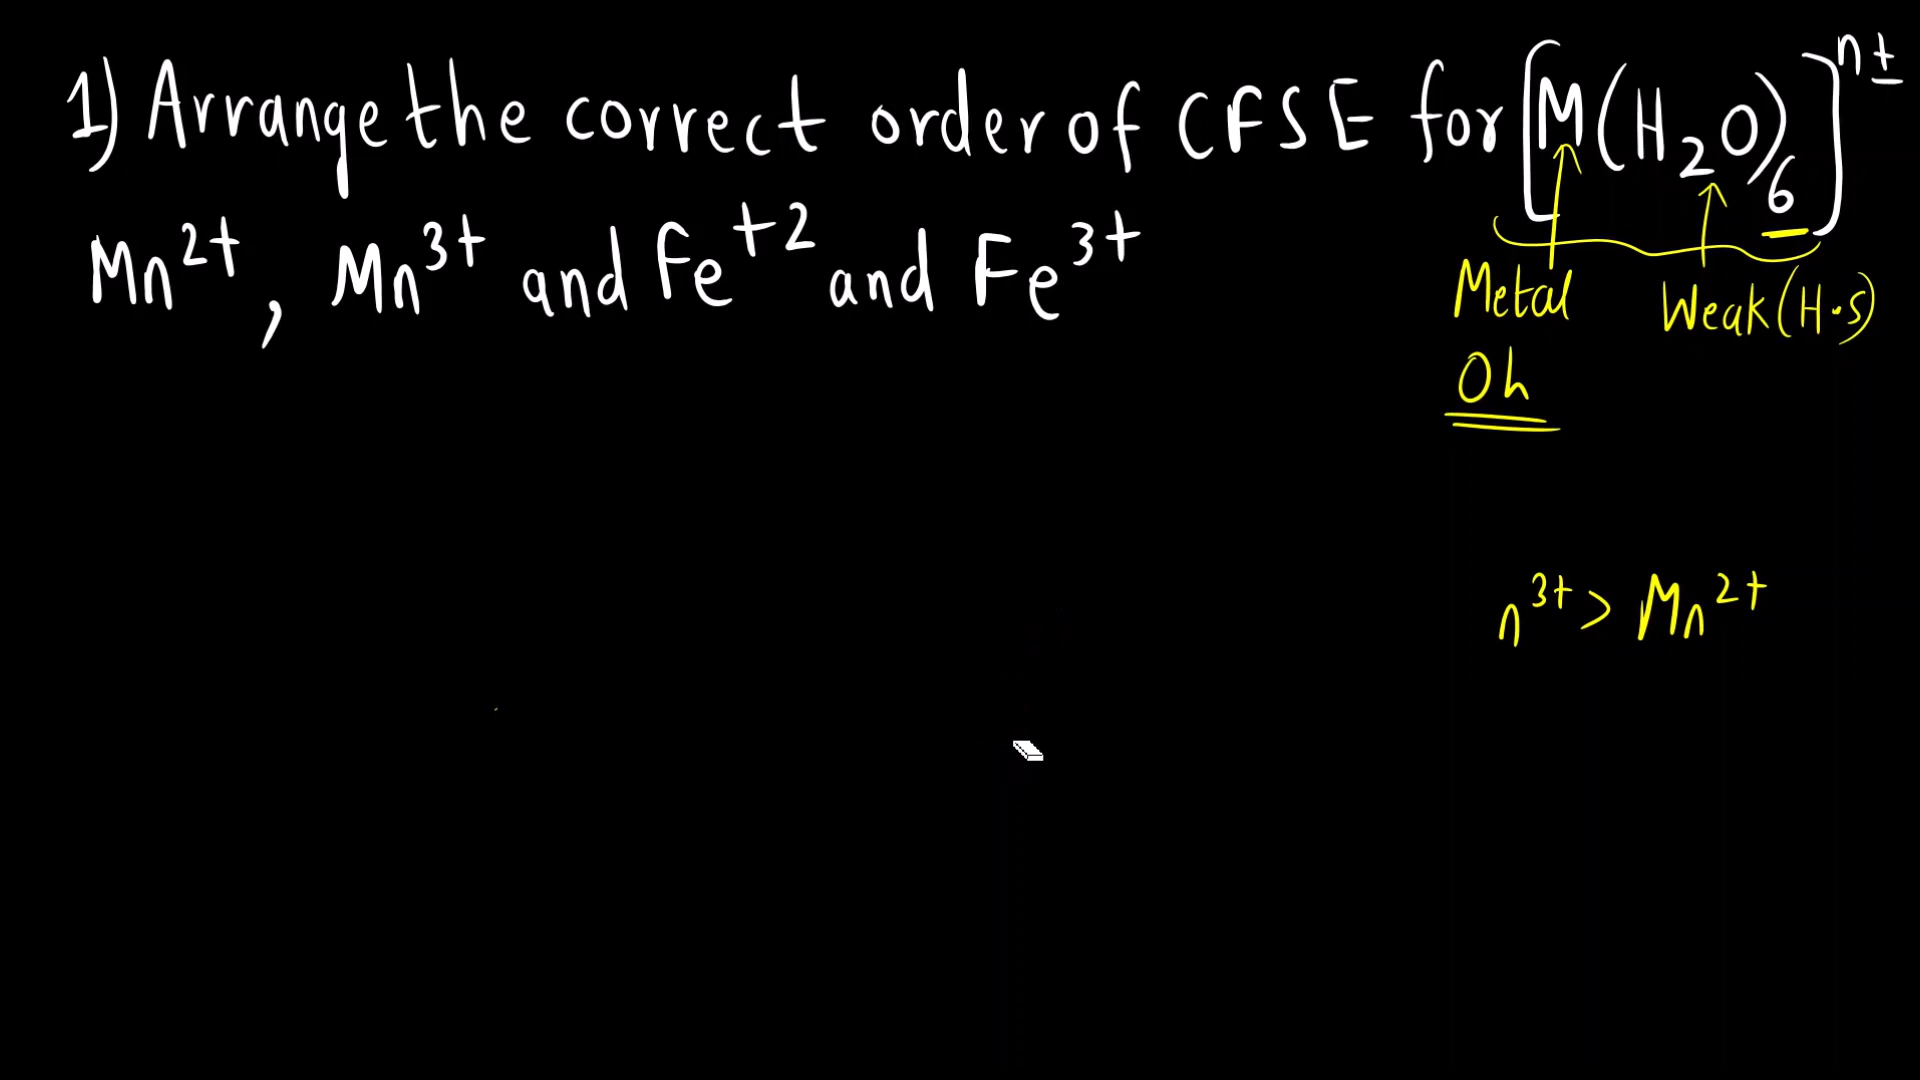 1) Arrange the correct order of CFSE for [M(H₂O)₆]ⁿ±
Mn²⁺, Mn³⁺ and Fe⁺² and Fe³⁺
Metal Weak (H.S)
Oh
n³⁺ > Mn²⁺